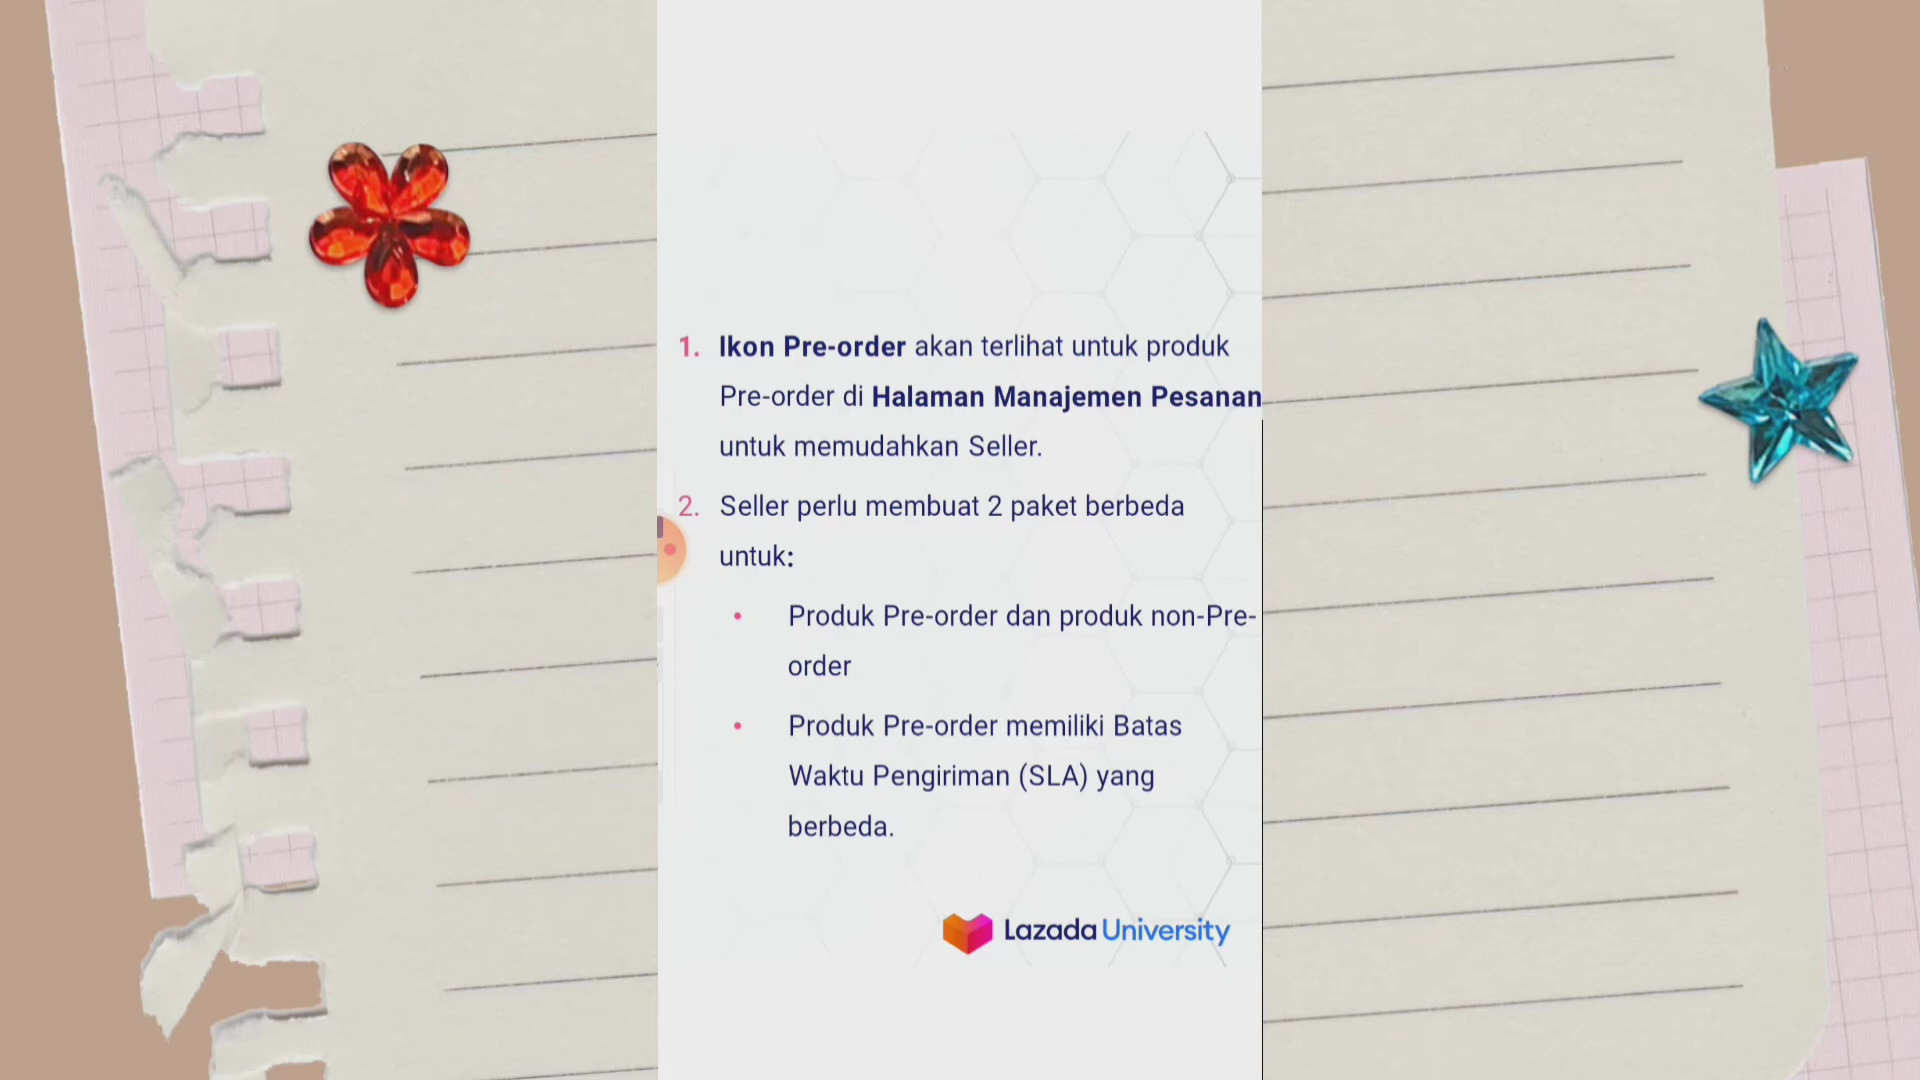 1. Ikon Pre-order akan terlihat untuk produk
Pre-order di Halaman Manajemen Pesanan
untuk memudahkan Seller.
2. Seller perlu membuat 2 paket berbeda
untuk:
• Produk Pre-order dan produk non-Pre-
order
• Produk Pre-order memiliki Batas
Waktu Pengiriman (SLA) yang
berbeda.
Lazada University